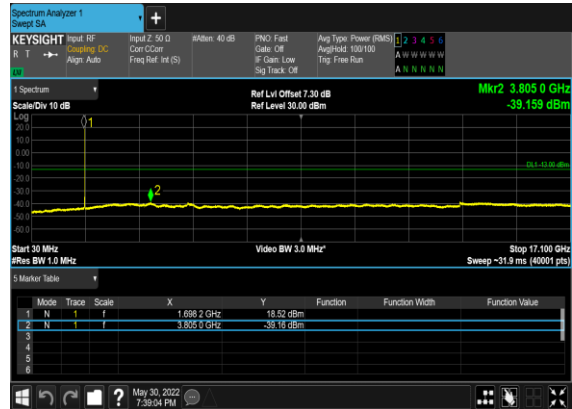 Spectrum Analyzer 1
Swept SA
KEYSIGHT Input: RF Input Z: 50 Ω #Atten: 40 dB PNO: Fast Avg Type: Power (RMS) 1 2 3 4 5 6
R T Coupling: DC Corr CCorr Gate: Off Avg|Hold: 100/100 A W W W W W
Align: Auto Freq Ref: Int (S) IF Gain: Low Trig: Free Run A N N N N N
Sig Track: Off
1 Spectrum Ref Lvl Offset 7.30 dB Mkr2 3.805 0 GHz
Scale/Div 10 dB Ref Level 30.00 dBm -39.159 dBm
Log
20.0
10.0
0.00
-10.0
-20.0
-30.0
-40.0
-50.0
-60.0
1
DL1 -13.00 dBm
2
Start 30 MHz Video BW 3.0 MHz* Stop 17.100 GHz
#Res BW 1.0 MHz Sweep ~31.9 ms (40001 pts)
5 Marker Table
Mode Trace Scale X Y Function Function Width Function Value
1 N 1 f 1.698 2 GHz 18.52 dBm
2 N 1 f 3.805 0 GHz -39.16 dBm
3
4
5
6
May 30, 2022
7:39:04 PM